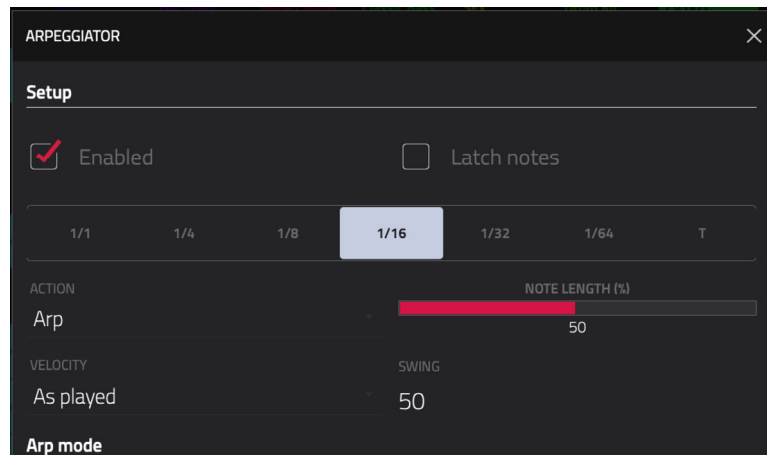 ARPEGGIATOR
Setup
Enabled
Latch notes
1/1 1/4 1/8 1/16 1/32 1/64 T
ACTION
NOTE LENGTH (%)
Arp
50
VELOCITY
SWING
As played
50
Arp mode